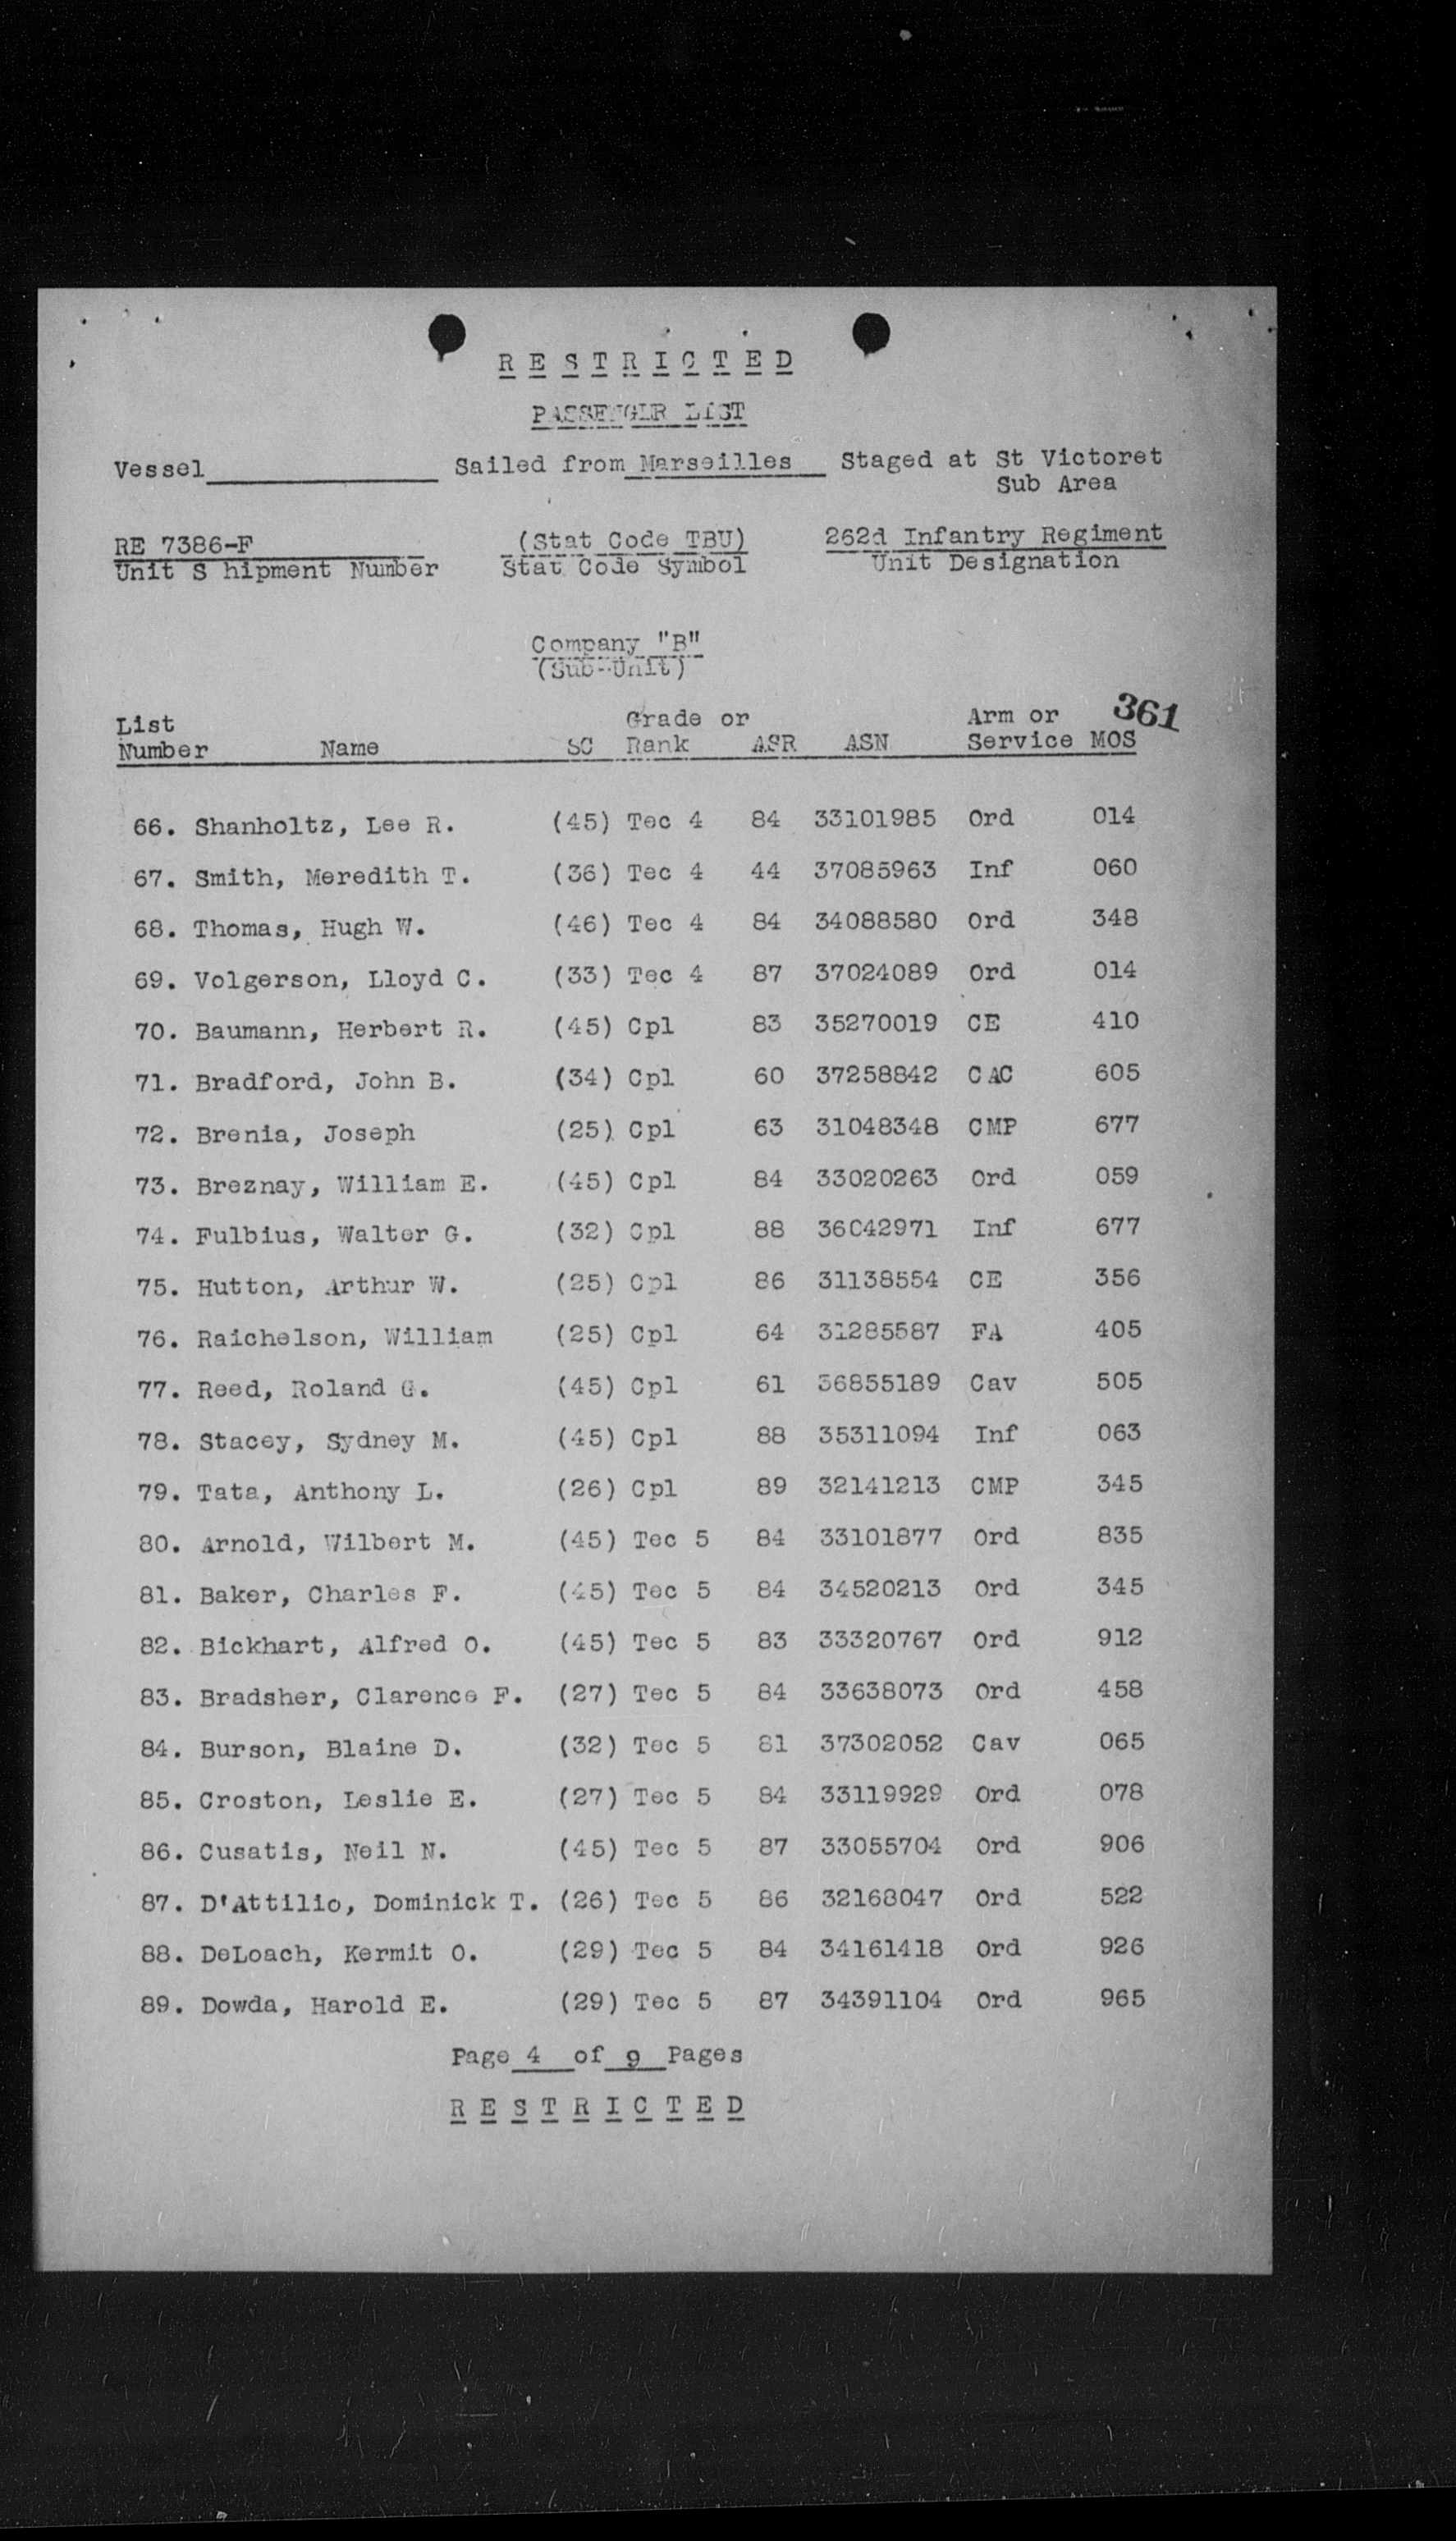 RESTRICTED
PASSENGER LIST
Vessel Sailed from Marseilles Staged at St Victoret
Sub Area
RE 7386-F (Stat Code TBU) 262d Infantry Regiment
Unit S hipment Number Stat Code Symbol Unit Designation
Company "B"
(Sub-Unit)
361
List Grade or Arm or
Number Name SC Rank ASR ASN Service MOS
66. Shanholtz, Lee R. (45) Tec 4 84 33101985 Ord 014
67. Smith, Meredith T. (36) Tec 4 44 37085963 Inf 060
68. Thomas, Hugh W. (46) Tec 4 84 34088580 Ord 348
69. Volgerson, Lloyd C. (33) Tec 4 87 37024089 Ord 014
70. Baumann, Herbert R. (45) Cpl 83 35270019 CE 410
71. Bradford, John B. (34) Cpl 60 37258842 CAC 605
72. Brenia, Joseph (25) Cpl 63 31048348 CMP 677
73. Breznay, William E. (45) Cpl 84 33020263 Ord 059
74. Fulbius, Walter G. (32) Cpl 88 36042971 Inf 677
75. Hutton, Arthur W. (25) Cpl 86 31138554 CE 356
76. Raichelson, William (25) Cpl 64 31285587 FA 405
77. Reed, Roland G. (45) Cpl 61 36855189 Cav 505
78. Stacey, Sydney M. (45) Cpl 88 35311094 Inf 063
79. Tata, Anthony L. (26) Cpl 89 32141213 CMP 345
80. Arnold, Wilbert M. (45) Tec 5 84 33101877 Ord 835
81. Baker, Charles F. (45) Tec 5 84 34520213 Ord 345
82. Bickhart, Alfred O. (45) Tec 5 83 33320767 Ord 912
83. Bradsher, Clarence F. (27) Tec 5 84 33638073 Ord 458
84. Burson, Blaine D. (32) Tec 5 81 37302052 Cav 065
85. Croston, Leslie E. (27) Tec 5 84 33119929 Ord 078
86. Cusatis, Neil N. (45) Tec 5 87 33055704 Ord 906
87. D'Attilio, Dominick T. (26) Tec 5 86 32168047 Ord 522
88. DeLoach, Kermit O. (29) Tec 5 84 34161418 Ord 926
89. Dowda, Harold E. (29) Tec 5 87 34391104 Ord 965
Page 4 of 9 Pages
RESTRICTED